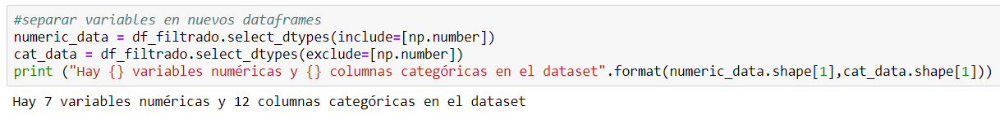 #separar variables en nuevos dataframes
numeric_data = df_filtrado.select_dtypes(include=[np.number])
cat_data = df_filtrado.select_dtypes(exclude=[np.number])
print ("Hay {} variables numéricas y {} columnas categóricas en el dataset".format(numeric_data.shape[1],cat_data.shape[1]))
Hay 7 variables numéricas y 12 columnas categóricas en el dataset